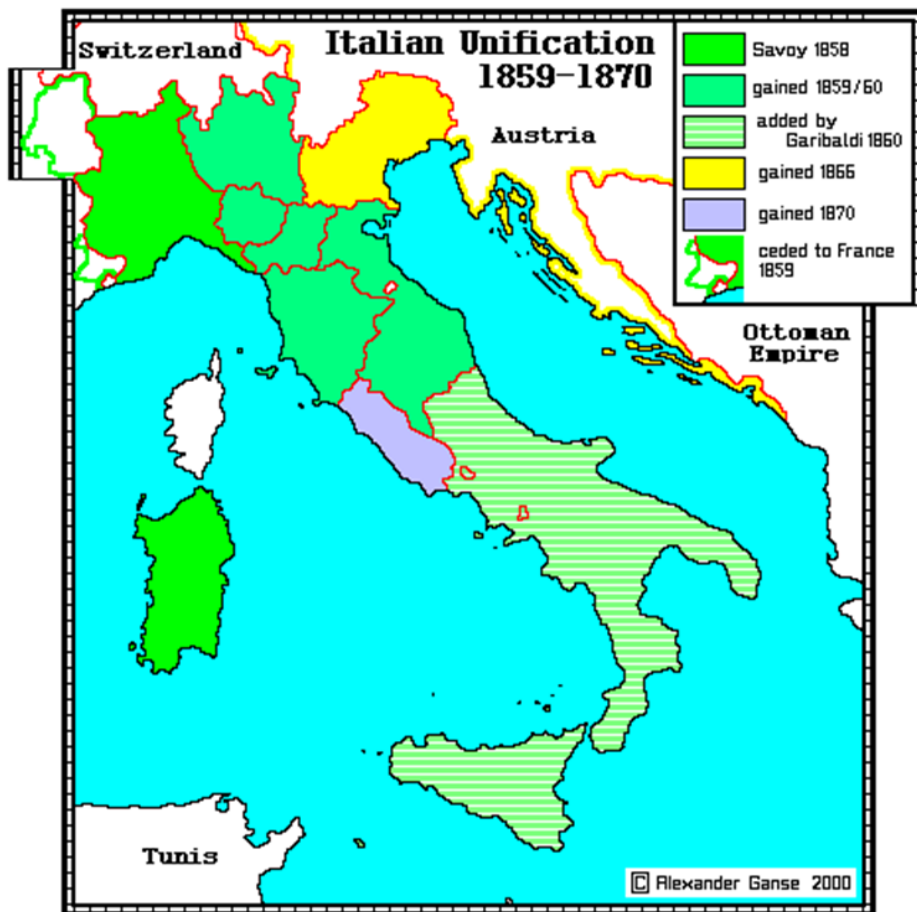 Switzerland
Italian Unification
1859-1870
Austria
Savoy 1858
gained 1859/60
added by
Garibaldi 1860
gained 1866
gained 1870
ceded to France
1859
Ottoman
Empire
Tunis
C Alexander Ganse 2000